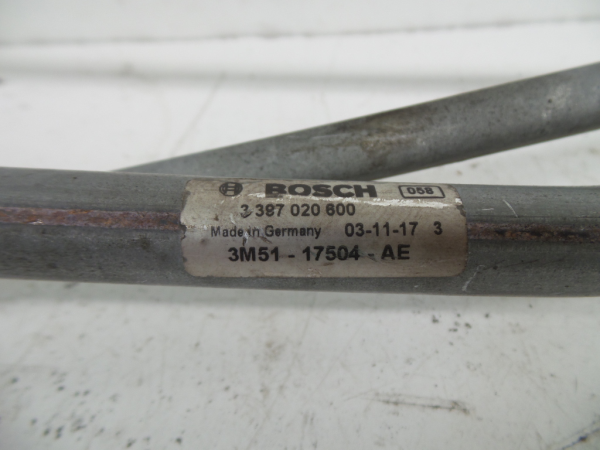 BOSCH 058
3 397 020 600
Made in Germany 03-11-17 3
3M51 - 17504 - AE